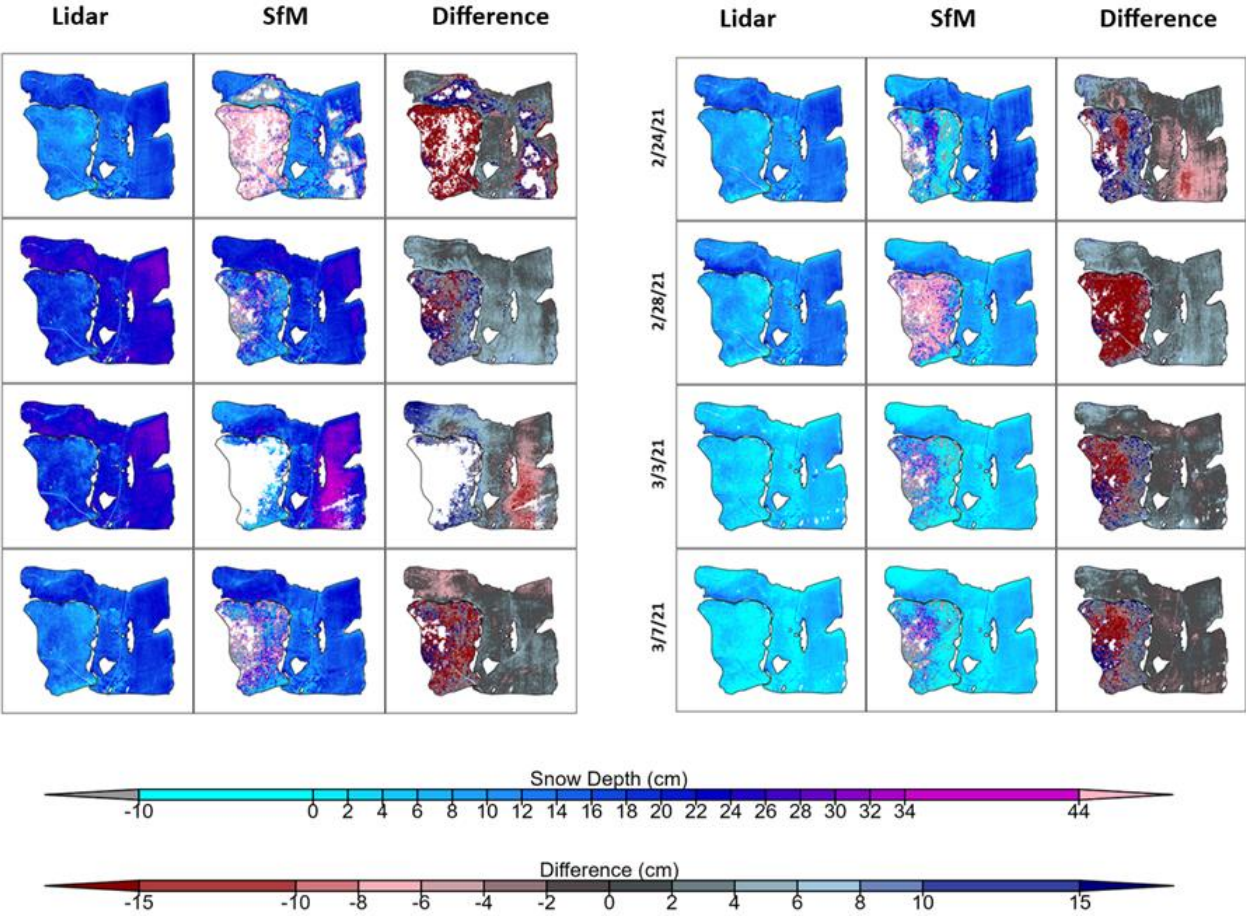 Lidar SfM Difference Lidar SfM Difference
2/24/21
2/28/21
3/3/21
3/7/21
Snow Depth (cm)
-10 0 2 4 6 8 10 12 14 16 18 20 22 24 26 28 30 32 34 44
Difference (cm)
-15 -10 -8 -6 -4 -2 0 2 4 6 8 10 15